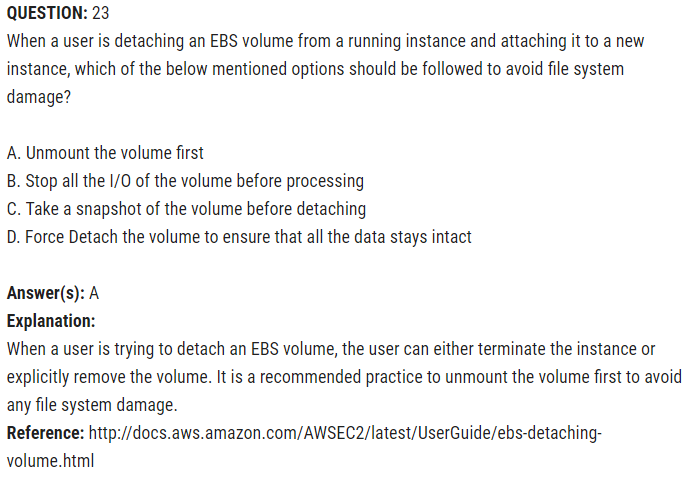 QUESTION: 23
When a user is detaching an EBS volume from a running instance and attaching it to a new
instance, which of the below mentioned options should be followed to avoid file system
damage?
A. Unmount the volume first
B. Stop all the I/O of the volume before processing
C. Take a snapshot of the volume before detaching
D. Force Detach the volume to ensure that all the data stays intact
Answer(s): A
Explanation:
When a user is trying to detach an EBS volume, the user can either terminate the instance or
explicitly remove the volume. It is a recommended practice to unmount the volume first to avoid
any file system damage.
Reference: http://docs.aws.amazon.com/AWSEC2/latest/UserGuide/ebs-detaching-
volume.html